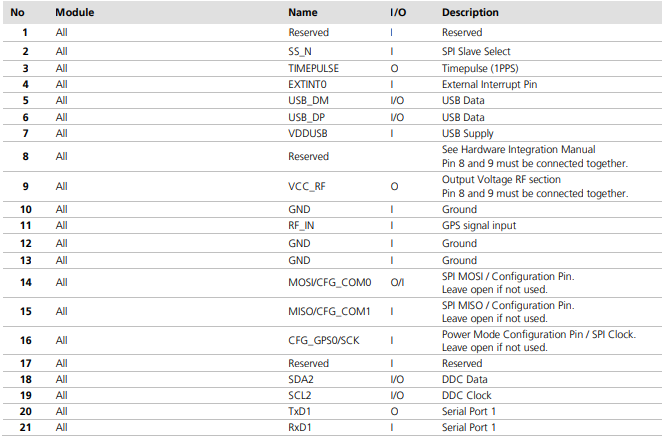 No Module Name I/O Description
1 All Reserved I Reserved
2 All SS_N I SPI Slave Select
3 All TIMEPULSE O Timepulse (1PPS)
4 All EXTINT0 I External Interrupt Pin
5 All USB_DM I/O USB Data
6 All USB_DP I/O USB Data
7 All VDDUSB I USB Supply
8 All Reserved See Hardware Integration Manual
Pin 8 and 9 must be connected together.
9 All VCC_RF O Output Voltage RF section
Pin 8 and 9 must be connected together.
10 All GND I Ground
11 All RF_IN I GPS signal input
12 All GND I Ground
13 All GND I Ground
14 All MOSI/CFG_COM0 O/I SPI MOSI / Configuration Pin.
Leave open if not used.
15 All MISO/CFG_COM1 I SPI MISO / Configuration Pin.
Leave open if not used.
16 All CFG_GPS0/SCK I Power Mode Configuration Pin / SPI Clock.
Leave open if not used.
17 All Reserved I Reserved
18 All SDA2 I/O DDC Data
19 All SCL2 I/O DDC Clock
20 All TxD1 O Serial Port 1
21 All RxD1 I Serial Port 1